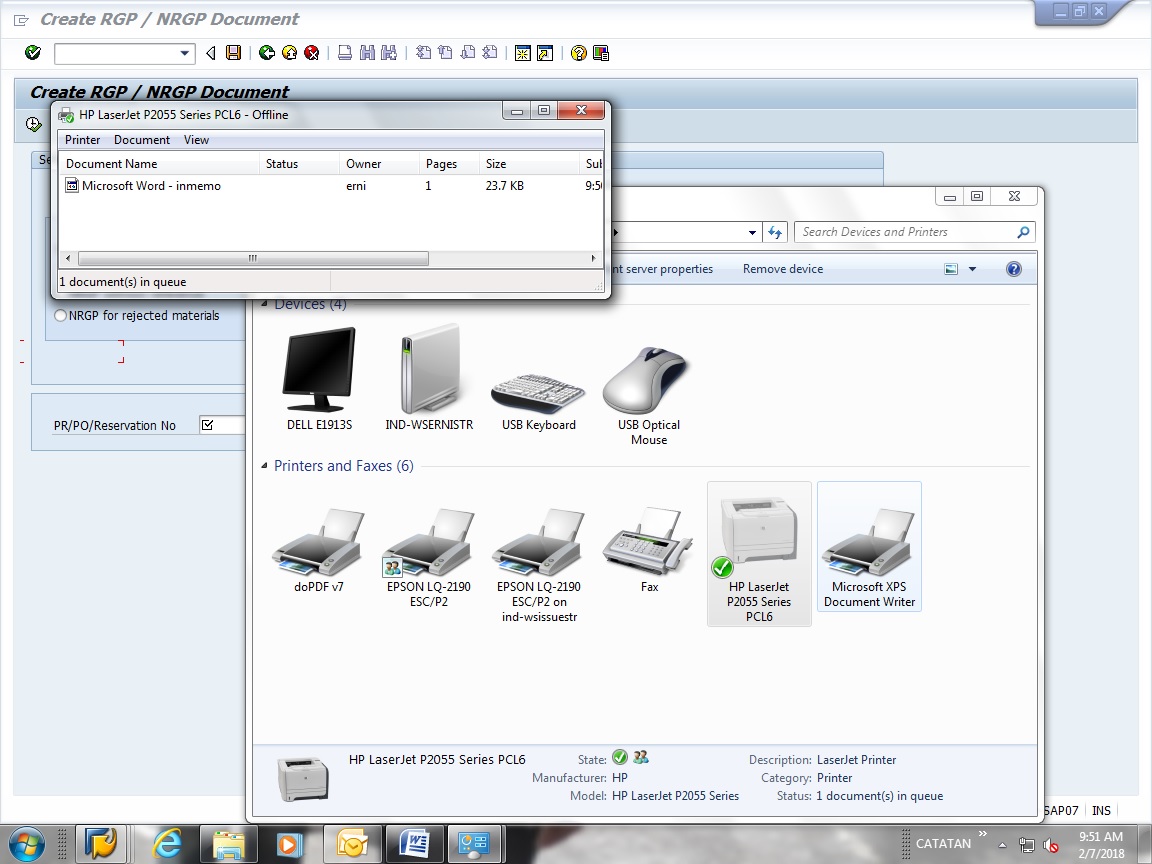 Create RGP / NRGP Document
Create RGP / NRGP Document
HP LaserJet P2055 Series PCL6 - Offline
Printer Document View
Document Name Status Owner Pages Size Sul
Microsoft Word - inmemo erni 1 23.7 KB 9:5
1 document(s) in queue
Se
Search Devices and Printers
nt server properties Remove device
NRGP for rejected materials
PR/PO/Reservation No
Devices (4)
DELL E1913S
IND-WSERNISTR
USB Keyboard
USB Optical
Mouse
Printers and Faxes (6)
doPDF v7
EPSON LQ-2190
ESC/P2
EPSON LQ-2190
ESC/P2 on
ind-wsissuestr
Fax
HP LaserJet
P2055 Series
PCL6
Microsoft XPS
Document Writer
HP LaserJet P2055 Series PCL6
State:
Manufacturer: HP
Model: HP LaserJet P2055 Series
Description: LaserJet Printer
Category: Printer
Status: 1 document(s) in queue
SAP07 INS
CATATAN
9:51 AM
2/7/2018